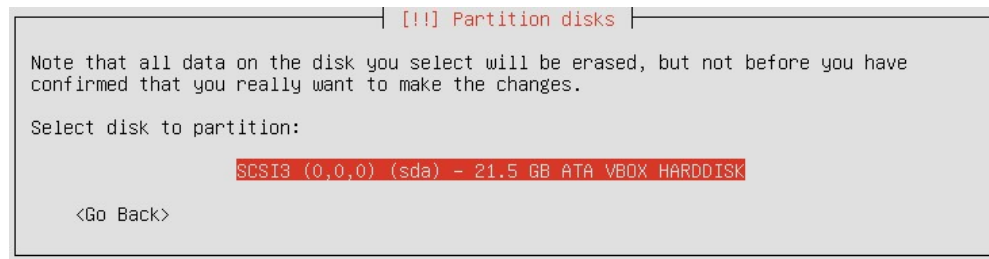 [!!] Partition disks
Note that all data on the disk you select will be erased, but not before you have
confirmed that you really want to make the changes.
Select disk to partition:
SCSI3 (0,0,0) (sda) - 21.5 GB ATA VBOX HARDDISK
<Go Back>